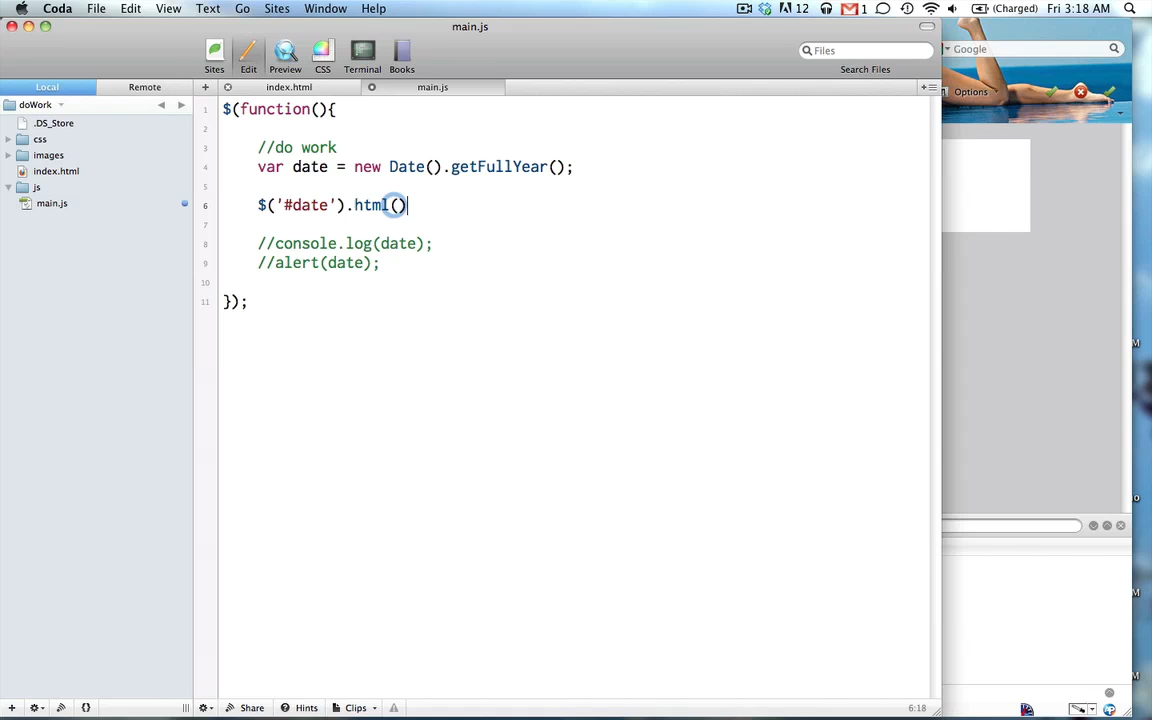 Coda File Edit View Text Go Sites Window Help 12 1 (Charged) Fri 3:18 AM
main.js
Sites Edit Preview CSS Terminal Books
Files
Search Files
Google
Options
Local Remote
index.html main.js
doWork
.DS_Store
css
images
index.html
js
main.js
1 $(function(){
2
3 //do work
4 var date = new Date().getFullYear();
5
6 $('#date').html()
7
8 //console.log(date);
9 //alert(date);
10
11 });
Share Hints Clips 6:18